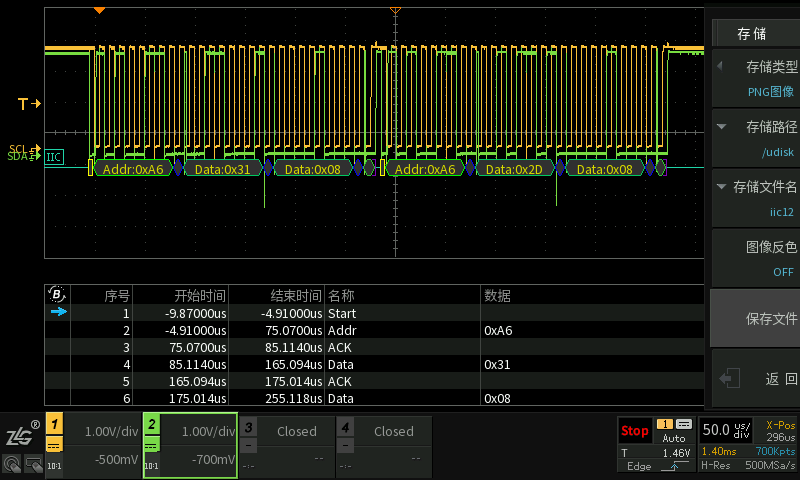 存 储
存储类型
PNG图像
存储路径
/udisk
存储文件名
iic12
图像反色
OFF
保存文件
返 回
T
SCL
SDA
IIC
Addr:0xA6 Data:0x31 Data:0x08 Addr:0xA6 Data:0x2D Data:0x08
B 序号 开始时间 结束时间 名称 数据
1 -9.87000us -4.91000us Start
2 -4.91000us 75.0700us Addr 0xA6
3 75.0700us 85.1140us ACK
4 85.1140us 165.094us Data 0x31
5 165.094us 175.014us ACK
6 175.014us 255.118us Data 0x08
ZLG®
1 1.00V/div
10:1 -500mV
2 1.00V/div
10:1 -700mV
3 Closed
-:- --
4 Closed
-:- --
Stop 1 Auto
T 1.46V
Edge
50.0 us/div X-Pos 296us
1.40ms 700Kpts
H-Res 500MSa/s